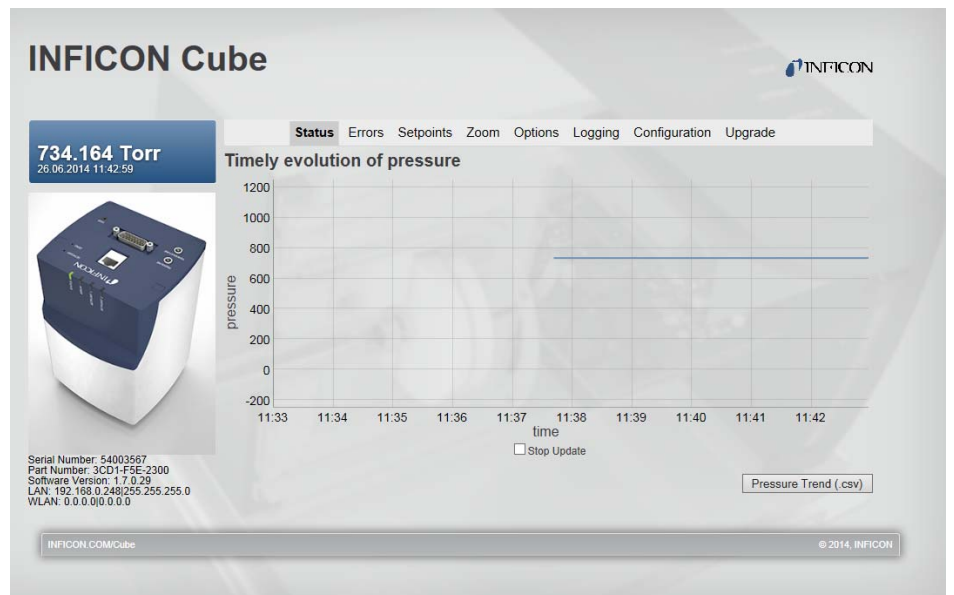 INFICON Cube
INFICON
Status Errors Setpoints Zoom Options Logging Configuration Upgrade
734.164 Torr
26.06.2014 11:42:59
Timely evolution of pressure
1200
1000
800
600
400
200
0
-200
pressure
11:33 11:34 11:35 11:36 11:37 11:38 11:39 11:40 11:41 11:42
time
Stop Update
INFICON
Serial Number: 54003567
Part Number: 3CD1-F5E-2300
Software Version: 1.7.0.29
LAN: 192.168.0.248|255.255.255.0
WLAN: 0.0.0.0|0.0.0.0
Pressure Trend (.csv)
INFICON.COM/Cube
© 2014, INFICON